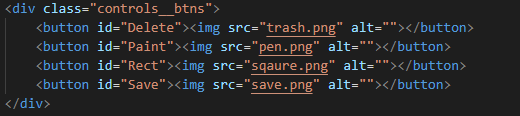 <div class="controls__btns">
<button id="Delete"><img src="trash.png" alt=""></button>
<button id="Paint"><img src="pen.png" alt=""></button>
<button id="Rect"><img src="sqaure.png" alt=""></button>
<button id="Save"><img src="save.png" alt=""></button>
</div>